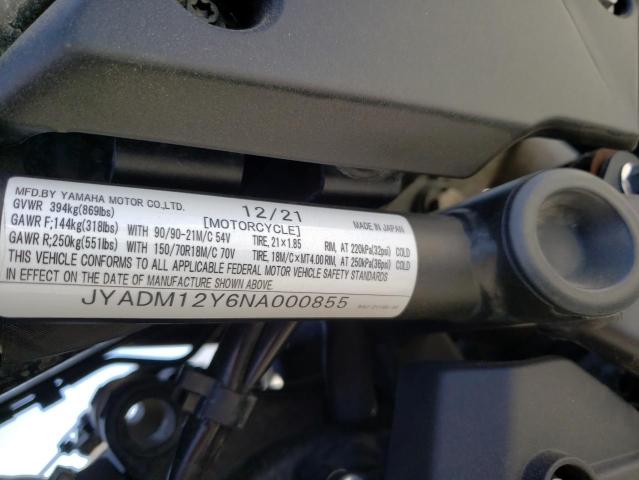 MFD.BY YAMAHA MOTOR CO.,LTD. 12/21
GVWR 394kg(869lbs) [MOTORCYCLE] MADE IN JAPAN
GAWR F;144kg(318lbs) WITH 90/90-21M/C 54V TIRE, 21×1.85 RIM, AT 220kPa(32psi) COLD
GAWR R;250kg(551lbs) WITH 150/70R18M/C 70V TIRE, 18M/C×MT4.00 RIM, AT 250kPa(36psi) COLD
THIS VEHICLE CONFORMS TO ALL APPLICABLE FEDERAL MOTOR VEHICLE SAFETY STANDARDS
IN EFFECT ON THE DATE OF MANUFACTURE SHOWN ABOVE.
JYADM12Y6NA000855